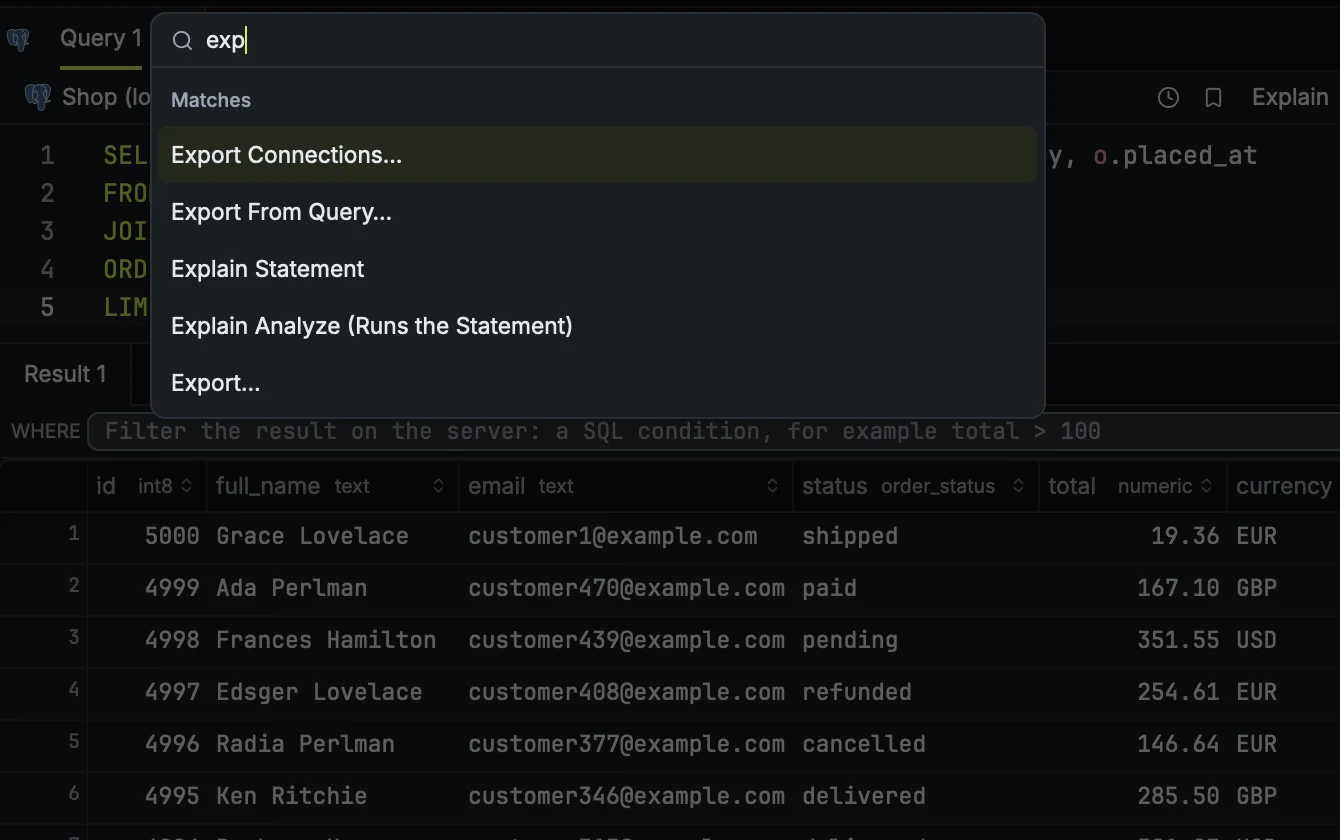 Query 1
exp
Shop (lo
Explain
Matches
Export Connections...
Export From Query...
Explain Statement
Explain Analyze (Runs the Statement)
Export...
1 SEL y, o.placed_at
2 FRO
3 JOI
4 ORD
5 LIM
Result 1
WHERE Filter the result on the server: a SQL condition, for example total > 100
id int8 full_name text email text status order_status total numeric currency
1 5000 Grace Lovelace customer1@example.com shipped 19.36 EUR
2 4999 Ada Perlman customer470@example.com paid 167.10 GBP
3 4998 Frances Hamilton customer439@example.com pending 351.55 USD
4 4997 Edsger Lovelace customer408@example.com refunded 254.61 EUR
5 4996 Radia Perlman customer377@example.com cancelled 146.64 EUR
6 4995 Ken Ritchie customer346@example.com delivered 285.50 GBP